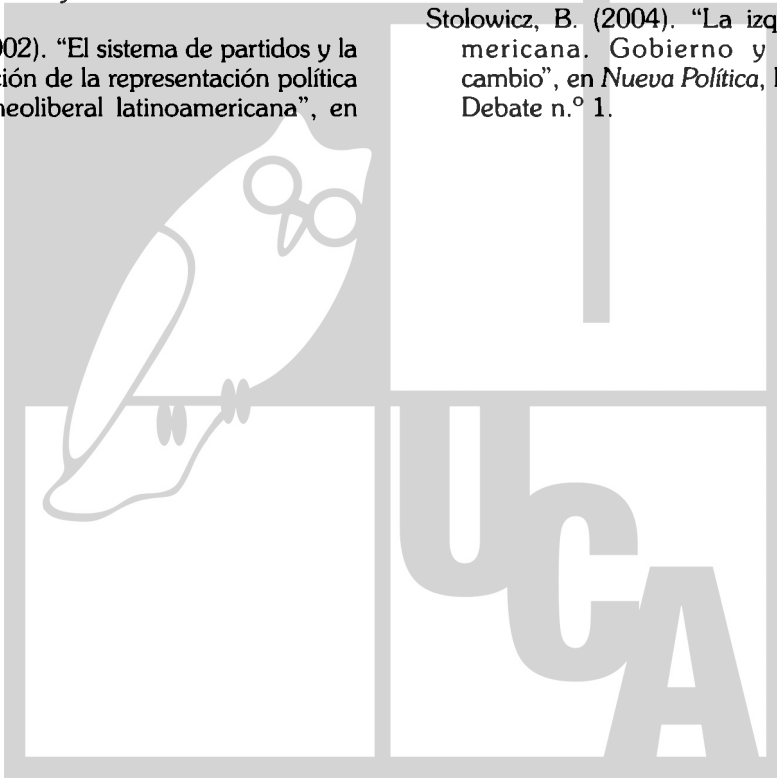 002). “El sistema de partidos y la
ción de la representación política
neoliberal latinoamericana”, en
Stolowicz, B. (2004). “La izq
mericana. Gobierno y
cambio”, en Nueva Política,
Debate n.º 1.
UCA